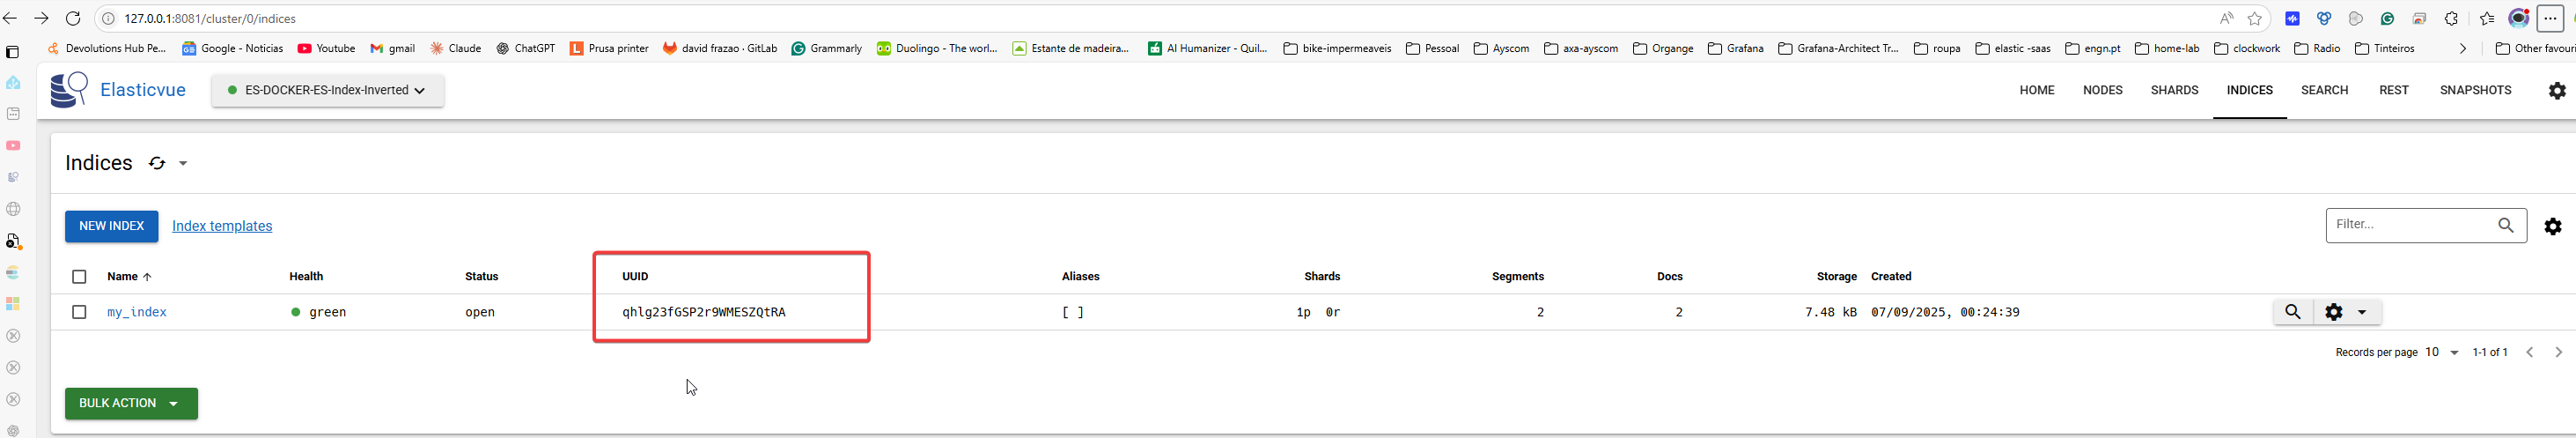 127.0.0.1:8081/cluster/0/indices
Devolutions Hub Pe... Google - Noticias Youtube gmail Claude ChatGPT Prusa printer david frazao · GitLab Grammarly Duolingo - The worl... Estante de madeira... AI Humanizer - Quil... bike-impermeaveis Pessoal Ayscom axa-ayscom Organge Grafana Grafana-Architect Tr... roupa elastic -saas engn.pt home-lab clockwork Radio Tinteiros Other favouri
Elasticvue ES-DOCKER-ES-Index-Inverted HOME NODES SHARDS INDICES SEARCH REST SNAPSHOTS
Indices
NEW INDEX Index templates Filter...
Name Health Status UUID Aliases Shards Segments Docs Storage Created
my_index green open qhlg23fGSP2r9WMESZQtRA [ ] 1p 0r 2 2 7.48 kB 07/09/2025, 00:24:39
Records per page 10 1-1 of 1
BULK ACTION